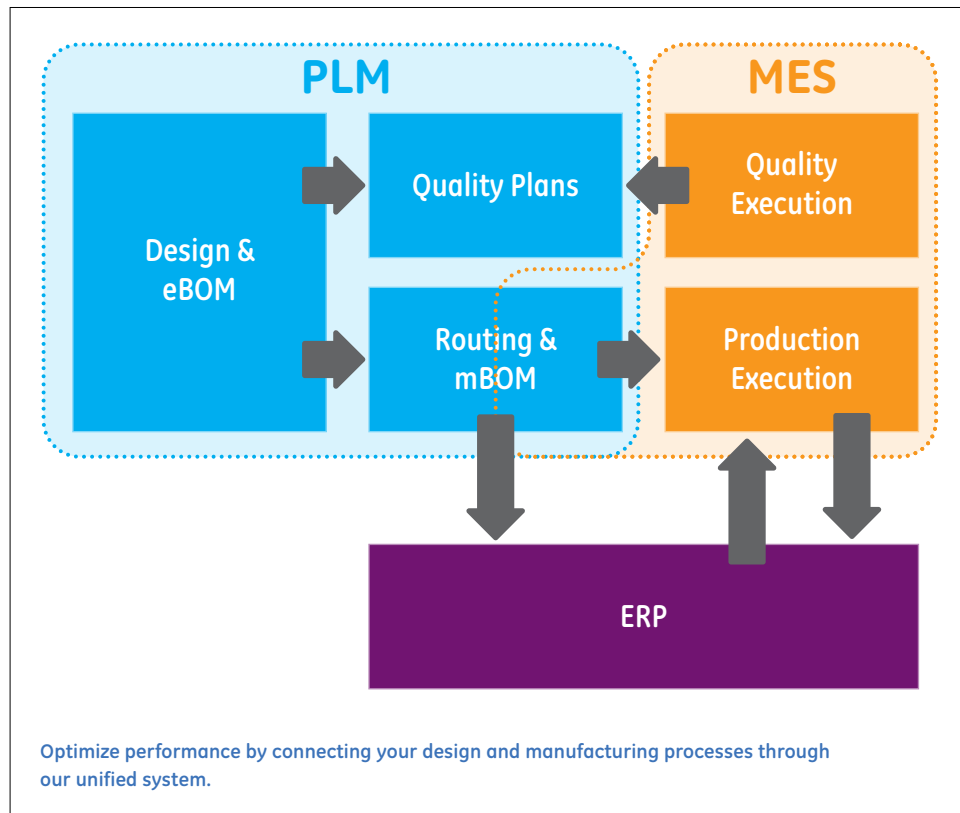 PLM
MES
Design &
eBOM
Quality Plans
Quality
Execution
Routing &
mBOM
Production
Execution
ERP
Optimize performance by connecting your design and manufacturing processes through
our unified system.